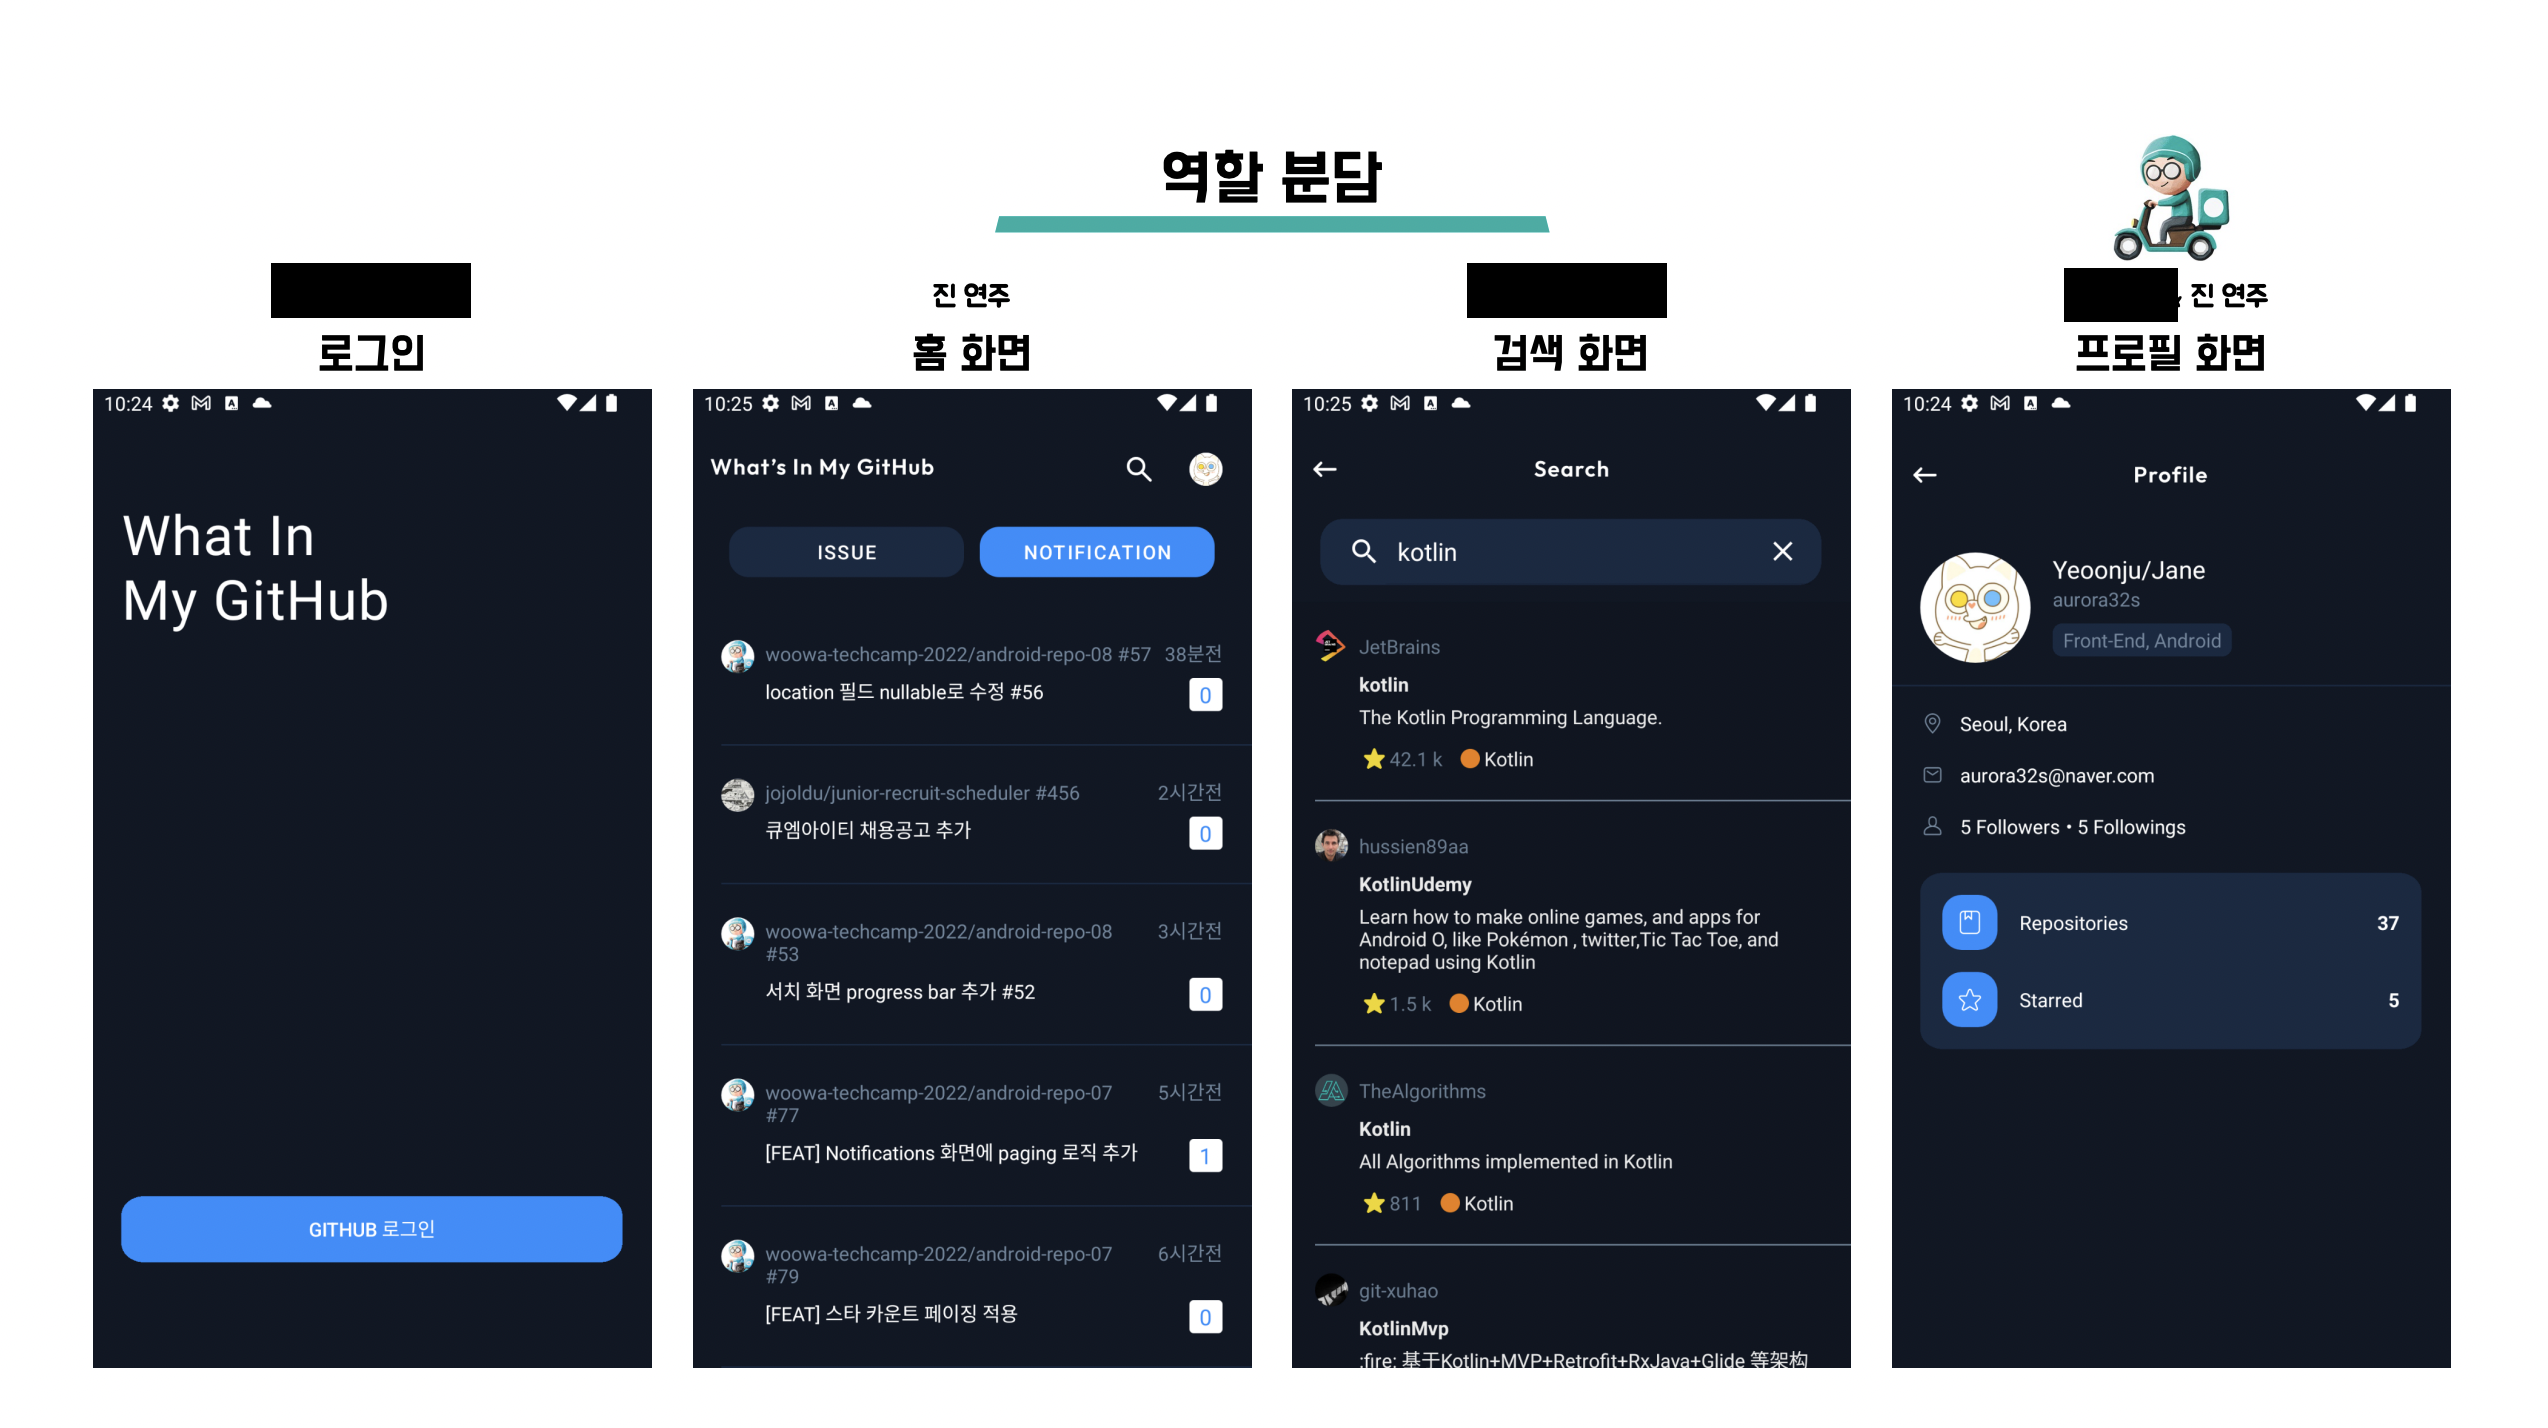 역할 분담
로그인
10:24
What In
My GitHub
GITHUB 로그인
진 연주
홈 화면
10:25
What's In My GitHub
ISSUE
NOTIFICATION
woowa-techcamp-2022/android-repo-08 #57 38분전
location 필드 nullable로 수정 #56
0
jojoldu/junior-recruit-scheduler #456 2시간전
큐엠아이티 채용공고 추가
0
woowa-techcamp-2022/android-repo-08 3시간전
#53
서치 화면 progress bar 추가 #52
0
woowa-techcamp-2022/android-repo-07 5시간전
#77
[FEAT] Notifications 화면에 paging 로직 추가
1
woowa-techcamp-2022/android-repo-07 6시간전
#79
[FEAT] 스타 카운트 페이징 적용
0
검색 화면
10:25
Search
kotlin
JetBrains
kotlin
The Kotlin Programming Language.
42.1 k Kotlin
hussien89aa
KotlinUdemy
Learn how to make online games, and apps for
Android O, like Pokémon , twitter,Tic Tac Toe, and
notepad using Kotlin
1.5 k Kotlin
TheAlgorithms
Kotlin
All Algorithms implemented in Kotlin
811 Kotlin
git-xuhao
KotlinMvp
:fire: 基于Kotlin+MVP+Retrofit+RxJava+Glide 等架构
진 연주
프로필 화면
10:24
Profile
Yeoonju/Jane
aurora32s
Front-End, Android
Seoul, Korea
aurora32s@naver.com
5 Followers • 5 Followings
Repositories 37
Starred 5